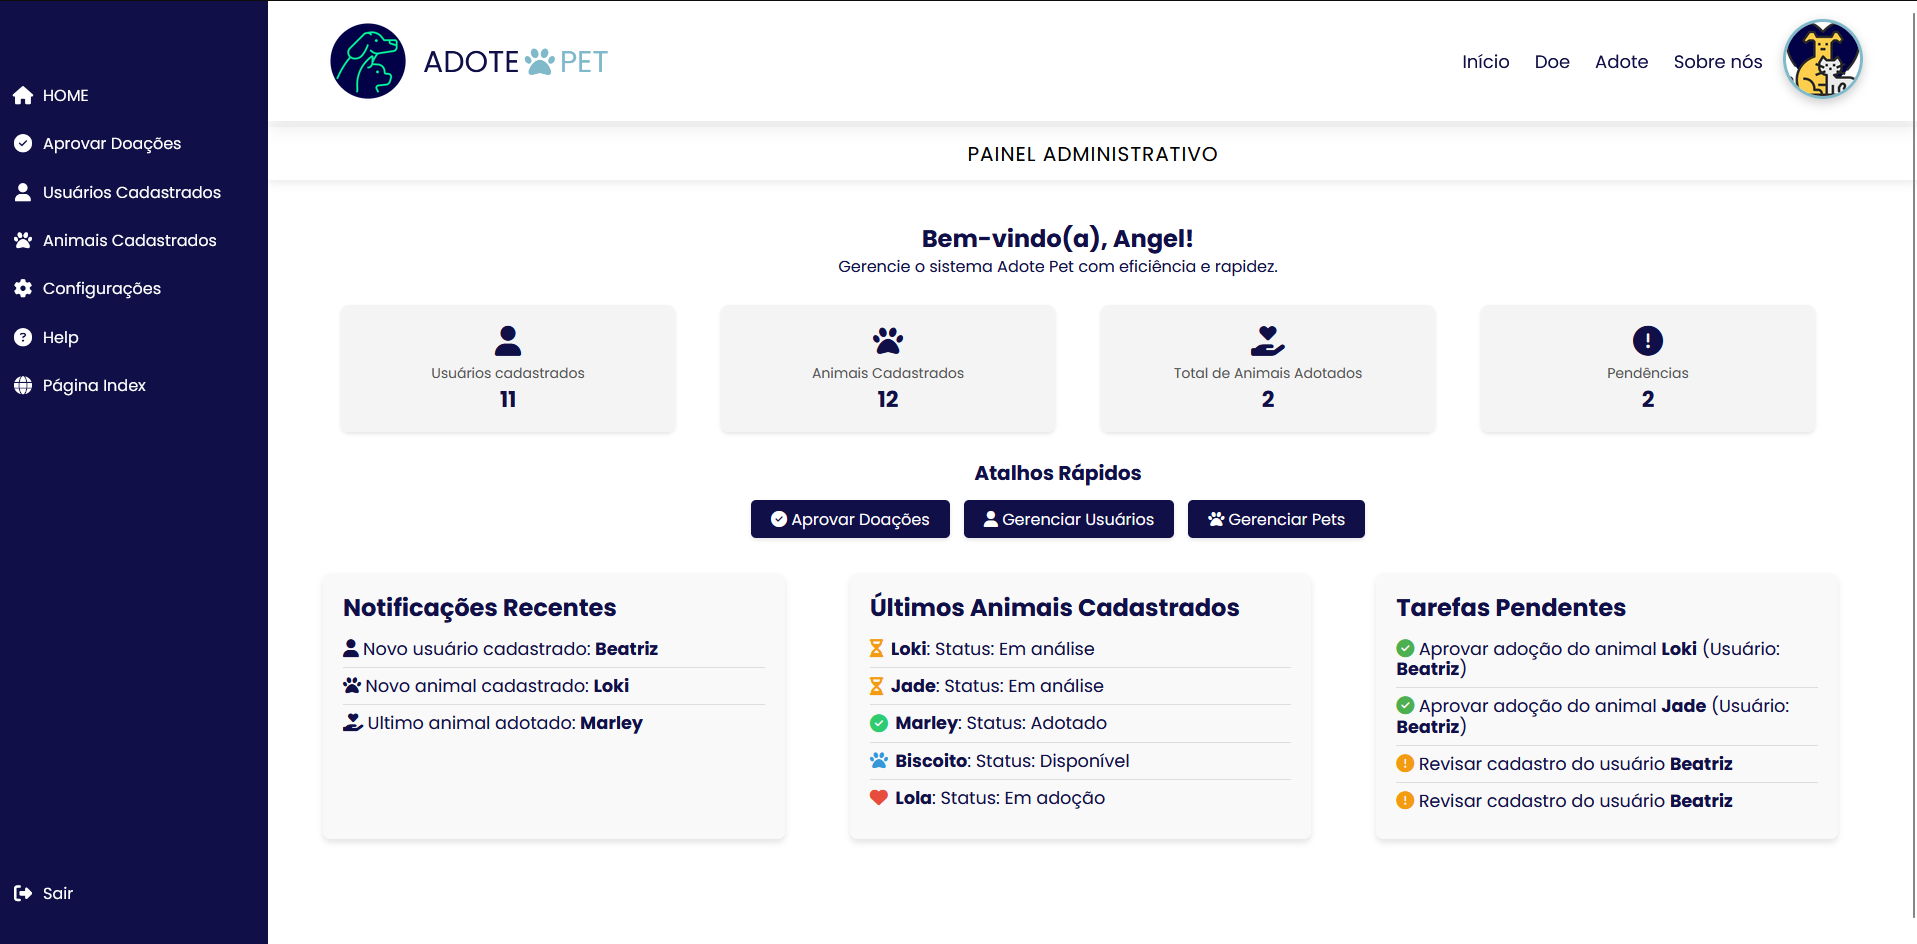 HOME
Aprovar Doações
Usuários Cadastrados
Animais Cadastrados
Configurações
Help
Página Index
Sair
ADOTE PET
Início
Doe
Adote
Sobre nós
PAINEL ADMINISTRATIVO
Bem-vindo(a), Angel!
Gerencie o sistema Adote Pet com eficiência e rapidez.
Usuários cadastrados
11
Animais Cadastrados
12
Total de Animais Adotados
2
Pendências
2
Atalhos Rápidos
Aprovar Doações
Gerenciar Usuários
Gerenciar Pets
Notificações Recentes
Novo usuário cadastrado: Beatriz
Novo animal cadastrado: Loki
Ultimo animal adotado: Marley
Últimos Animais Cadastrados
Loki: Status: Em análise
Jade: Status: Em análise
Marley: Status: Adotado
Biscoito: Status: Disponível
Lola: Status: Em adoção
Tarefas Pendentes
Aprovar adoção do animal Loki (Usuário:
Beatriz)
Aprovar adoção do animal Jade (Usuário:
Beatriz)
Revisar cadastro do usuário Beatriz
Revisar cadastro do usuário Beatriz